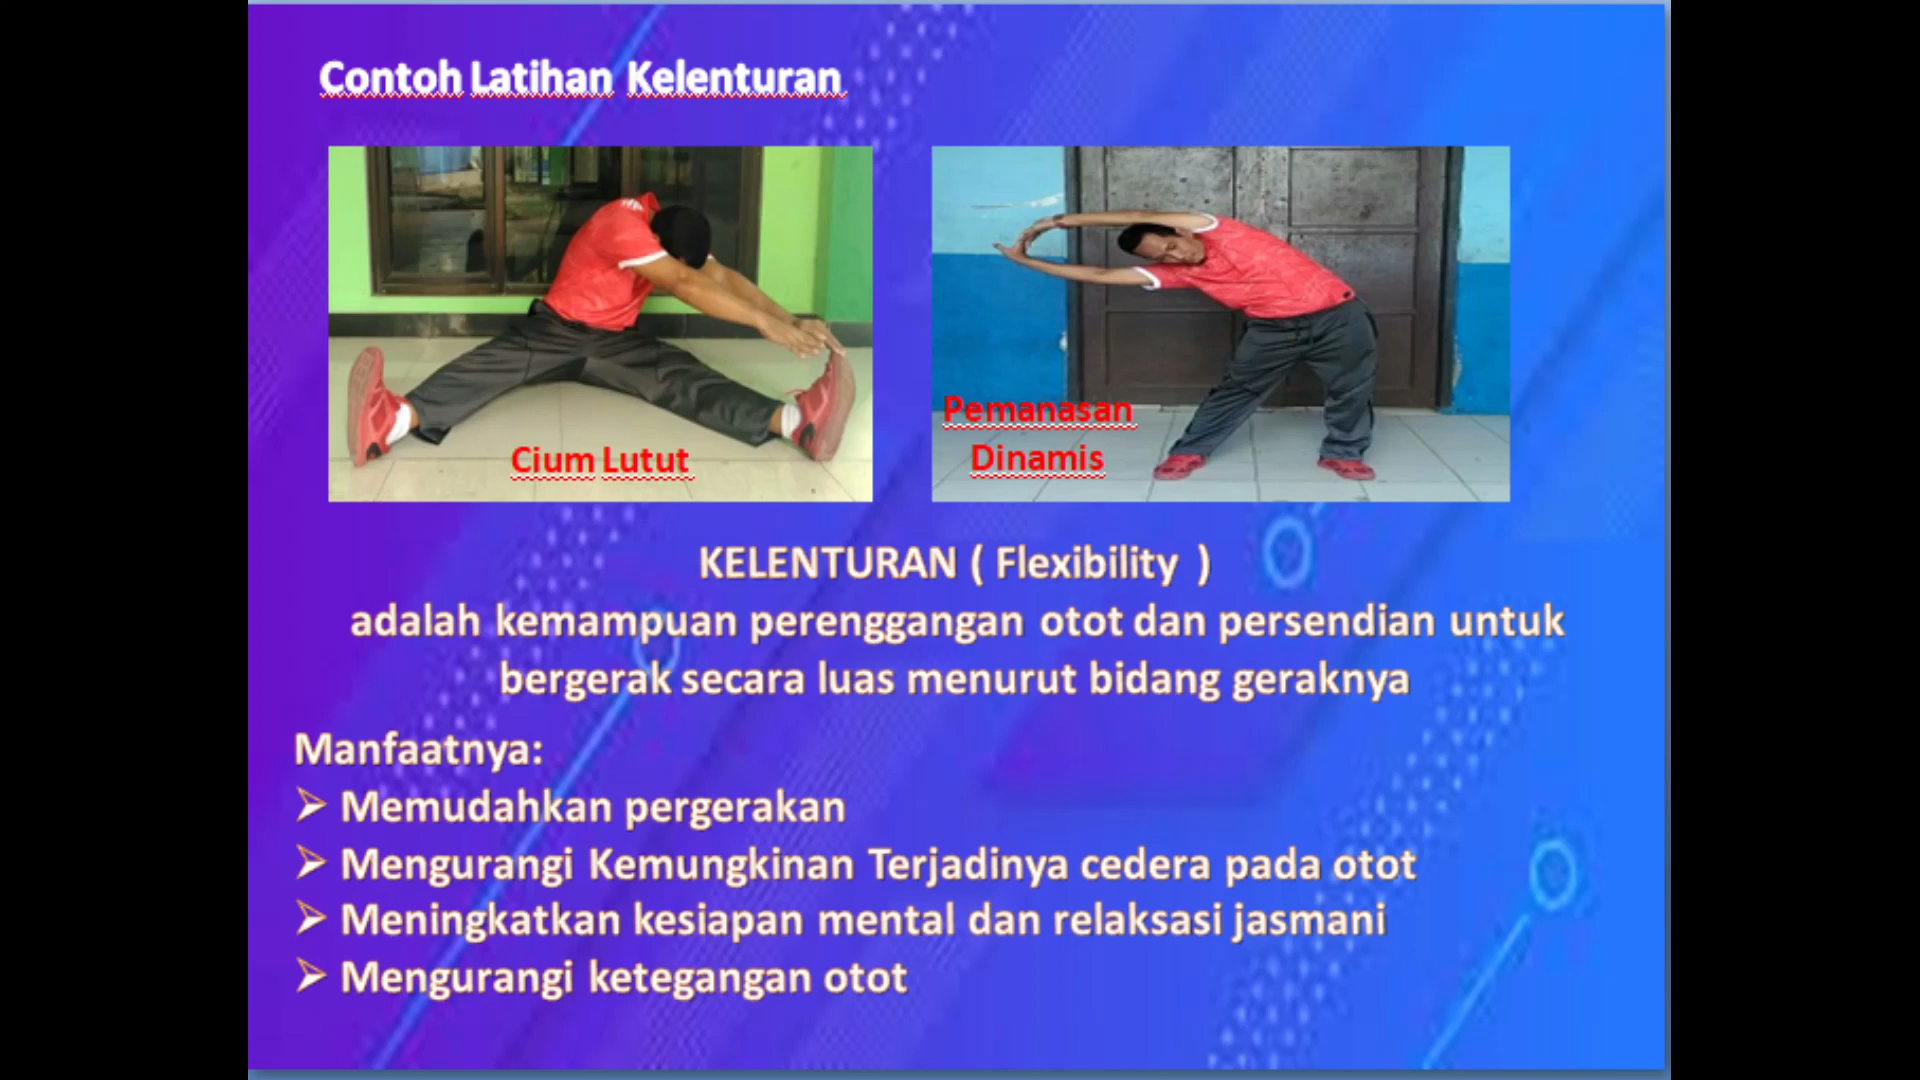 Contoh Latihan Kelenturan
Cium Lutut
Pemanasan
Dinamis
KELENTURAN ( Flexibility )
adalah kemampuan perenggangan otot dan persendian untuk
bergerak secara luas menurut bidang geraknya
Manfaatnya:
➢ Memudahkan pergerakan
➢ Mengurangi Kemungkinan Terjadinya cedera pada otot
➢ Meningkatkan kesiapan mental dan relaksasi jasmani
➢ Mengurangi ketegangan otot